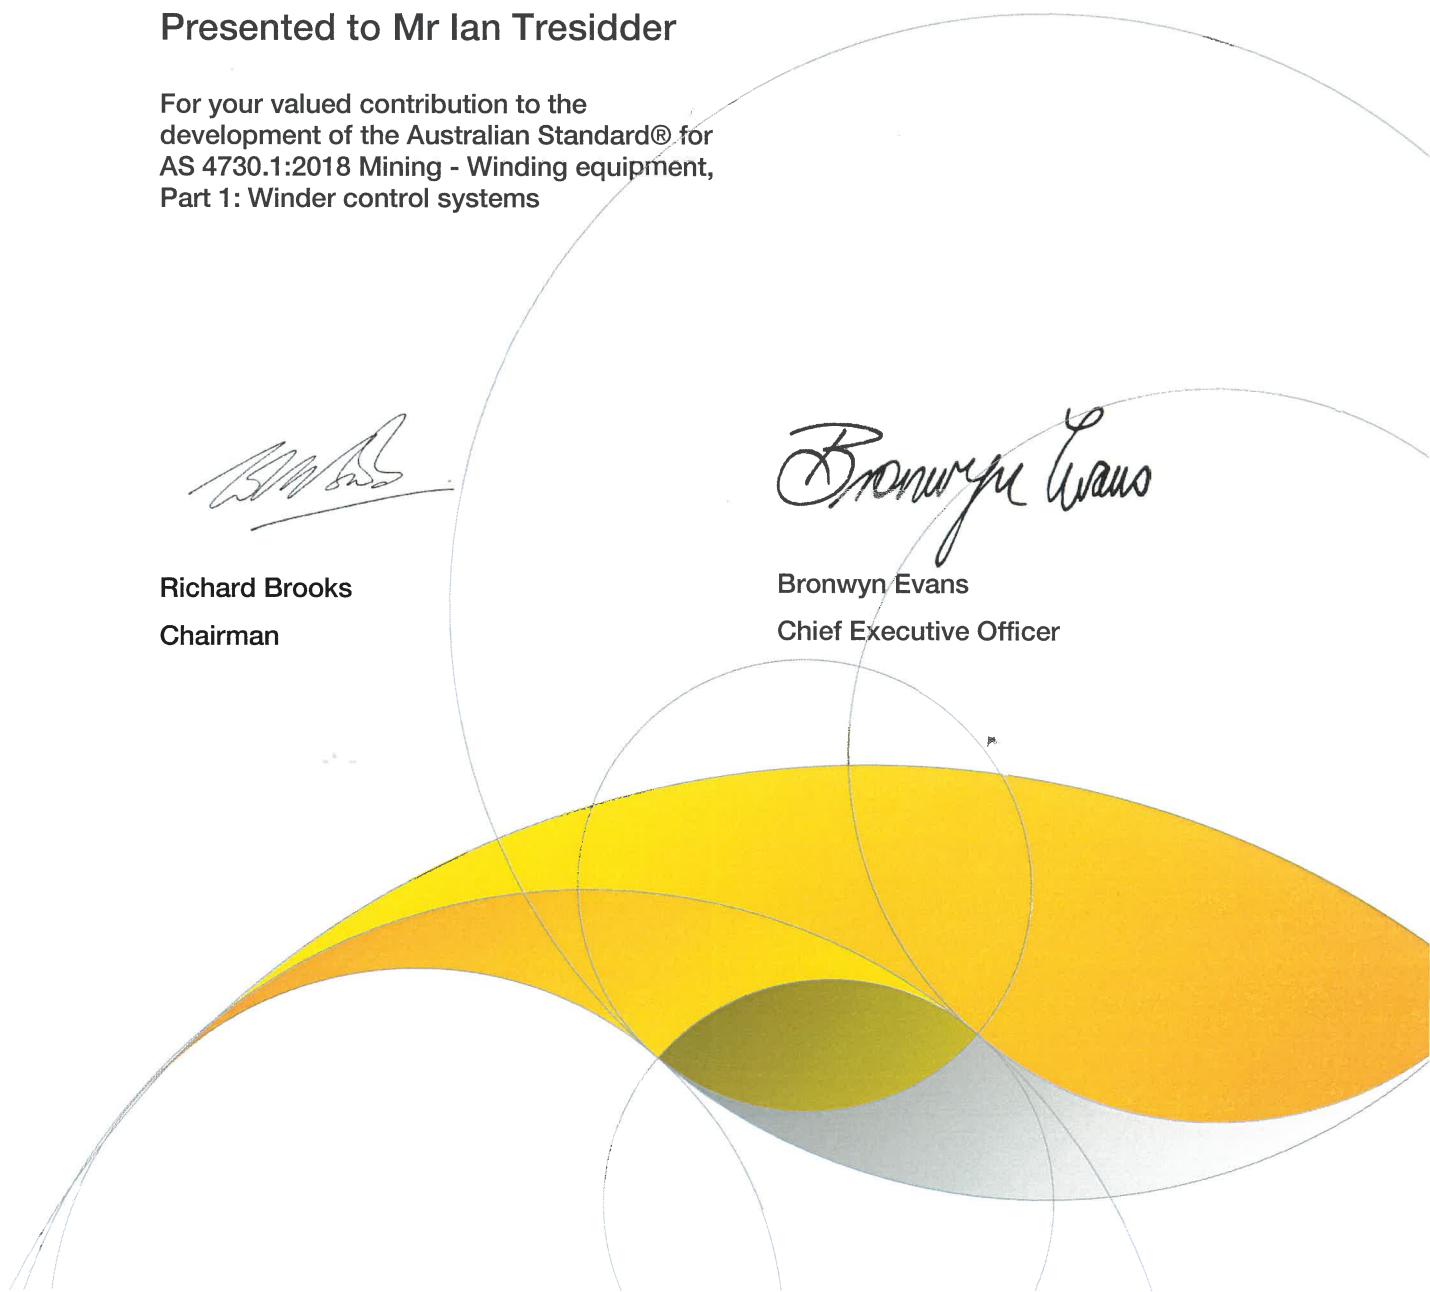 Presented to Mr Ian Tresidder
For your valued contribution to the
development of the Australian Standard® for
AS 4730.1:2018 Mining - Winding equipment,
Part 1: Winder control systems
Bronwyn Evans
Richard Brooks
Bronwyn Evans
Chairman
Chief Executive Officer